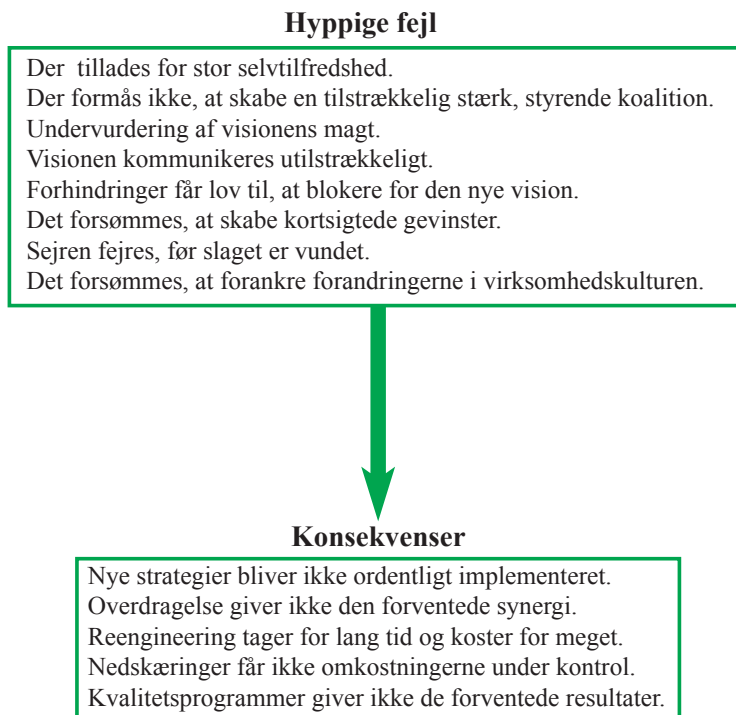 Hyppige fejl
Der tillades for stor selvtilfredshed.
Der formås ikke, at skabe en tilstrækkelig stærk, styrende koalition.
Undervurdering af visionens magt.
Visionen kommunikeres utilstrækkeligt.
Forhindringer får lov til, at blokere for den nye vision.
Det forsømmes, at skabe kortsigtede gevinster.
Sejren fejres, før slaget er vundet.
Det forsømmes, at forankre forandringerne i virksomhedskulturen.
Konsekvenser
Nye strategier bliver ikke ordentligt implementeret.
Overdragelse giver ikke den forventede synergi.
Reengineering tager for lang tid og koster for meget.
Nedskæringer får ikke omkostningerne under kontrol.
Kvalitetsprogrammer giver ikke de forventede resultater.